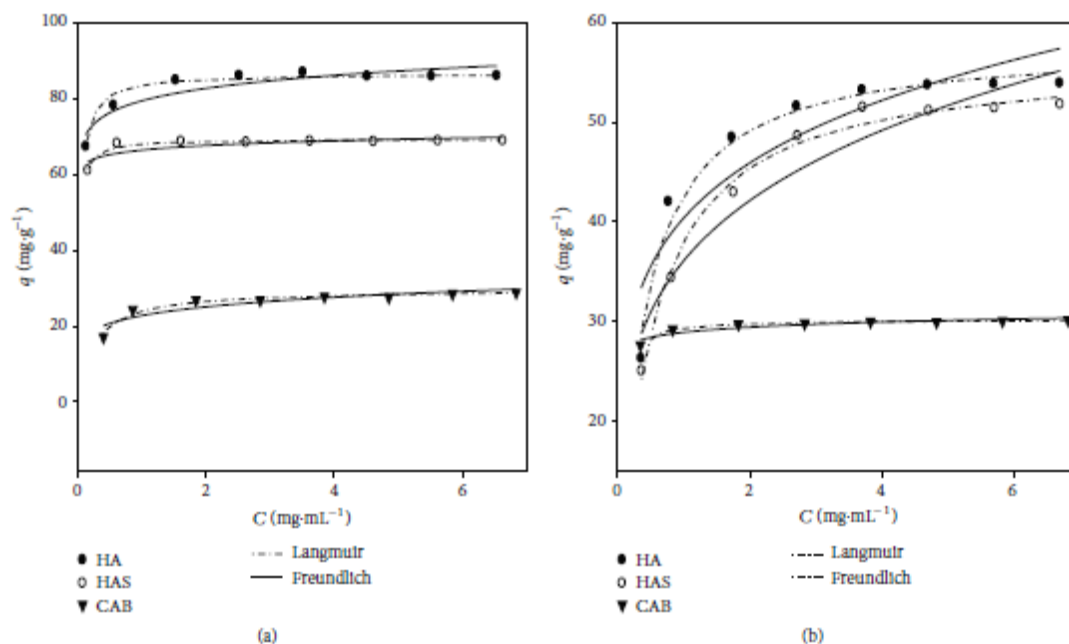 100
80
60
40
20
0
q (mg·g⁻¹)
0 2 4 6
C (mg·mL⁻¹)
HA
HAS
CAB
Langmuir
Freundlich
(a)
60
50
40
30
20
q (mg·g⁻¹)
0 2 4 6
C (mg·mL⁻¹)
HA
HAS
CAB
Langmuir
Freundlich
(b)